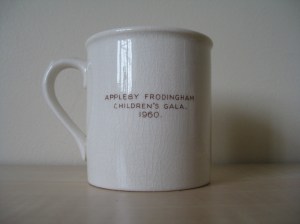 APPLEBY FRODINGHAM
CHILDREN'S GALA.
1960.